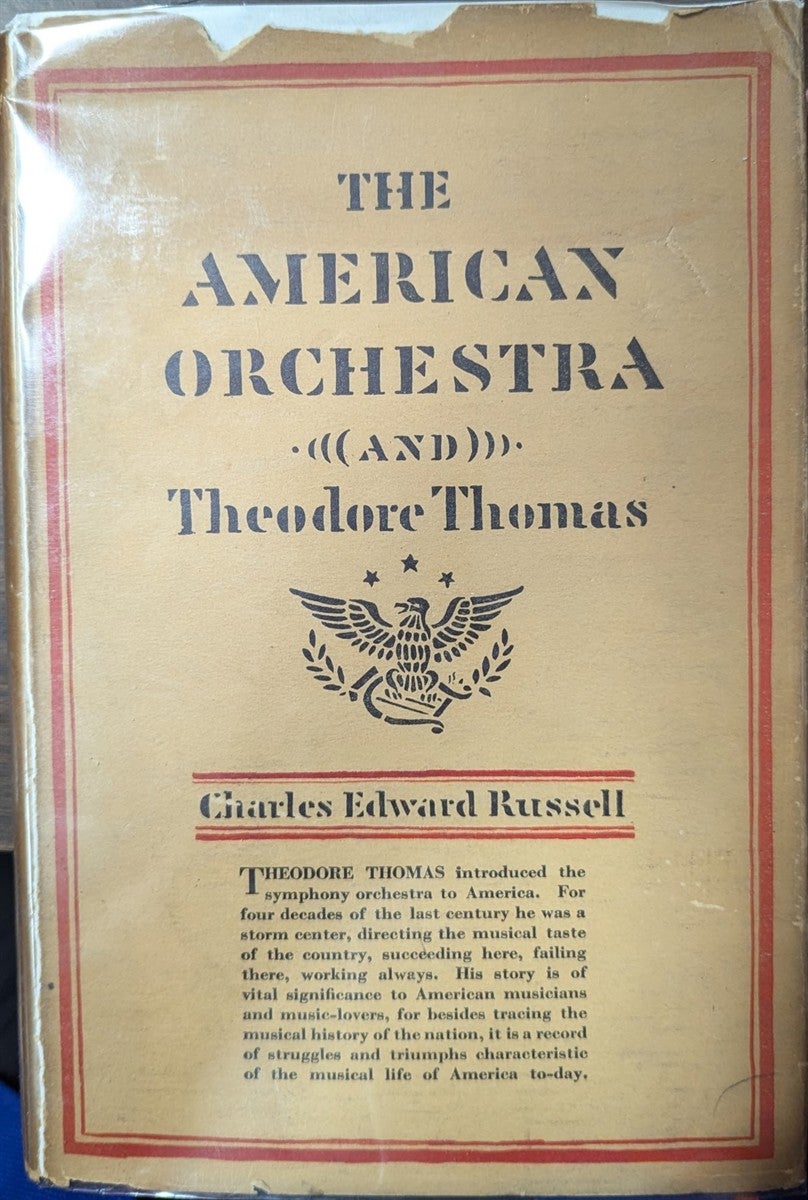 THE
AMERICAN
ORCHESTRA
·(((AND)))·
Theodore Thomas
Charles Edward Russell
THEODORE THOMAS introduced the
symphony orchestra to America. For
four decades of the last century he was a
storm center, directing the musical taste
of the country, succeeding here, failing
there, working always. His story is of
vital significance to American musicians
and music-lovers, for besides tracing the
musical history of the nation, it is a record
of struggles and triumphs characteristic
of the musical life of America to-day.